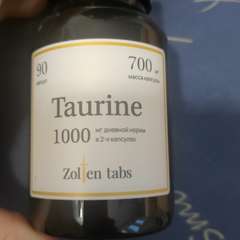 90
капсул
700 мг
масса капсулы
Taurine
1000
мг дневной нормы
в 2-х капсулах
Zolten tabs